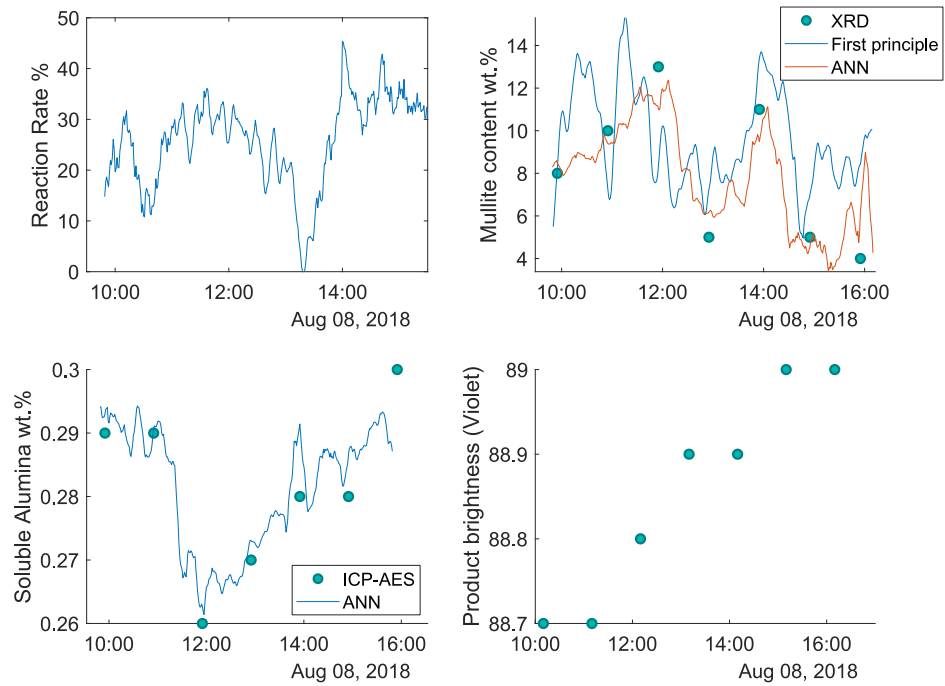 Reaction Rate %
50
40
30
20
10
0
10:00 12:00 14:00
Aug 08, 2018
Mullite content wt.%
14
12
10
8
6
4
10:00 12:00 14:00 16:00
Aug 08, 2018
XRD
First principle
ANN
Soluble Alumina wt.%
0.3
0.29
0.28
0.27
0.26
10:00 12:00 14:00 16:00
Aug 08, 2018
ICP-AES
ANN
Product brightness (Violet)
89
88.9
88.8
88.7
10:00 12:00 14:00 16:00
Aug 08, 2018